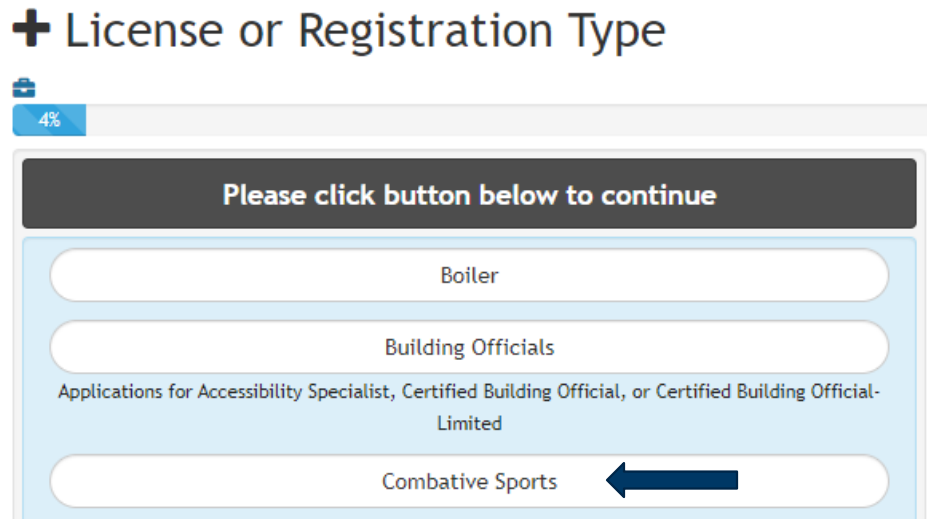 License or Registration Type
4%
Please click button below to continue
Boiler
Building Officials
Applications for Accessibility Specialist, Certified Building Official, or Certified Building Official-
Limited
Combative Sports